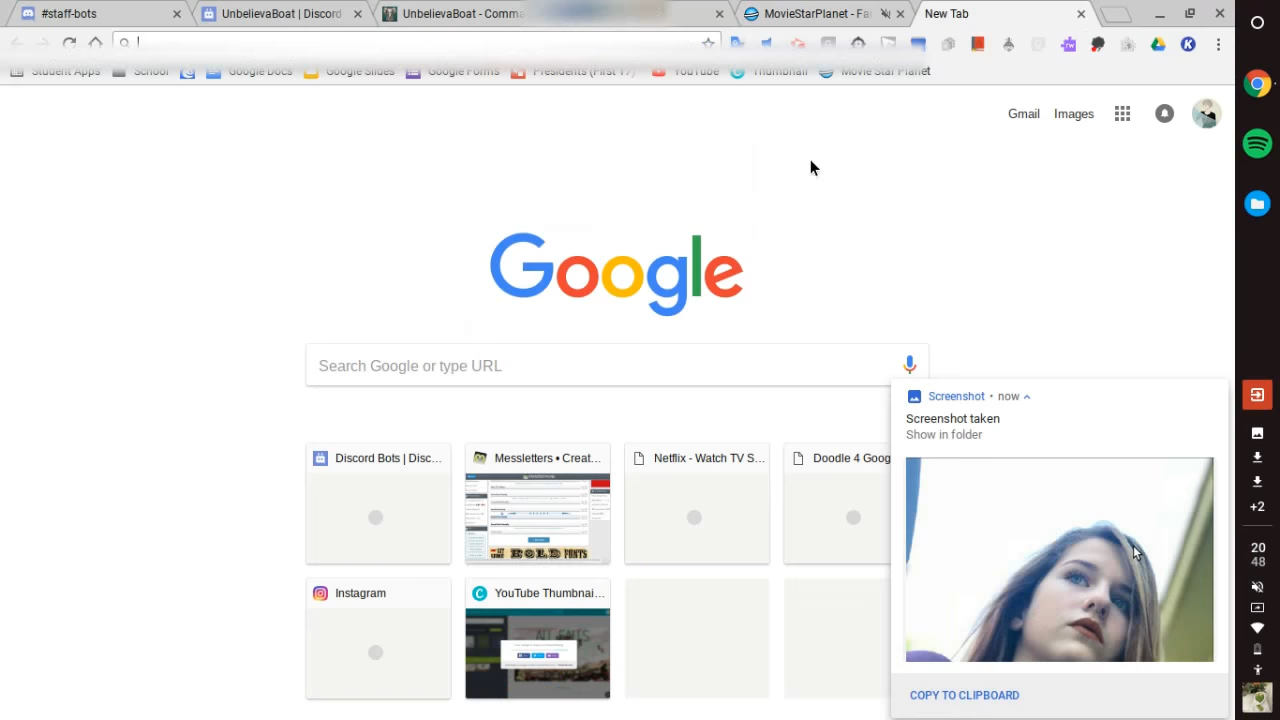 #staff-bots
UnbelievaBoat | Discord
UnbelievaBoat - Comma
MovieStarPlanet - Fa
New Tab
Student Apps
School
Google Docs
Google Slides
Google Forms
Presidents (First 17)
YouTube
Thumbnail
Movie Star Planet
Gmail
Images
Google
Search Google or type URL
Screenshot • now
Screenshot taken
Show in folder
Discord Bots | Disc...
Messletters • Creat...
Netflix - Watch TV S...
Doodle 4 Goog
BOLD FONTS
Instagram
YouTube Thumbnai...
COPY TO CLIPBOARD
+2
20
48